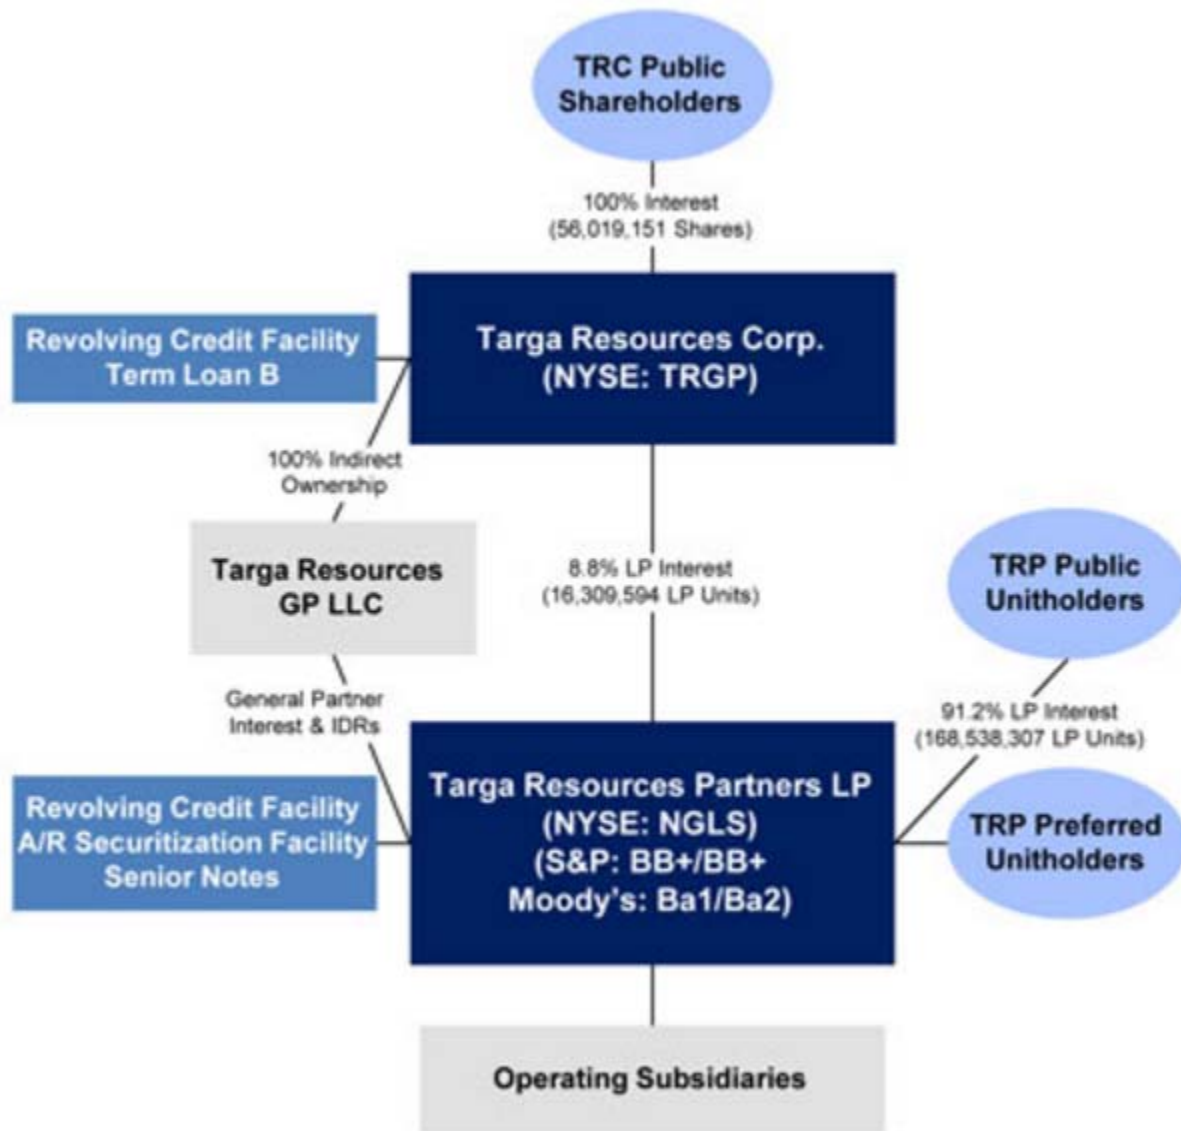 TRC Public
Shareholders
100% Interest
(56,019,151 Shares)
Revolving Credit Facility
Term Loan B
Targa Resources Corp.
(NYSE: TRGP)
100% Indirect
Ownership
Targa Resources
GP LLC
8.8% LP Interest
(16,309,594 LP Units)
TRP Public
Unitholders
General Partner
Interest & IDRs
91.2% LP Interest
(168,538,307 LP Units)
Revolving Credit Facility
A/R Securitization Facility
Senior Notes
Targa Resources Partners LP
(NYSE: NGLS)
(S&P: BB+/BB+
Moody's: Ba1/Ba2)
TRP Preferred
Unitholders
Operating Subsidiaries